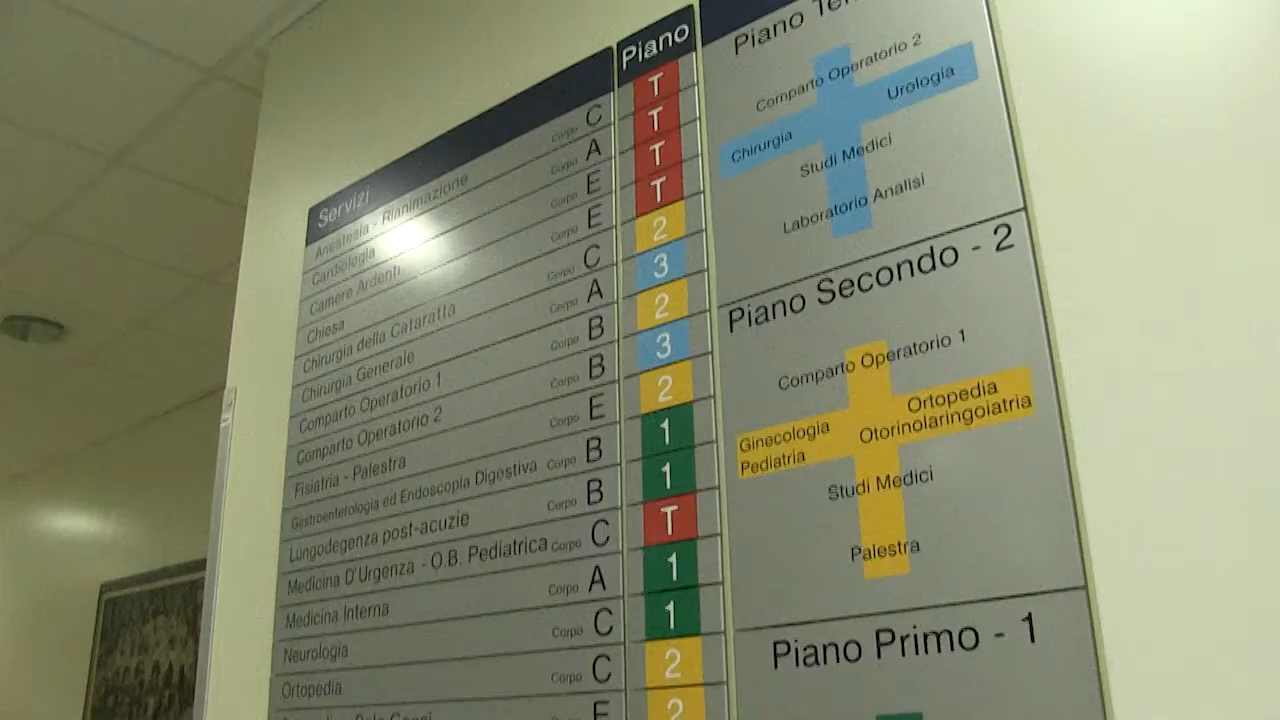 Servizi Piano
Anestesia - Rianimazione Corpo C T
Cardiologia Corpo A T
Camere Ardenti Corpo E T
Chiesa Corpo E T
Chirurgia della Cataratta Corpo C 2
Chirurgia Generale Corpo A 3
Comparto Operatorio 1 Corpo B 2
Comparto Operatorio 2 Corpo B 3
Fisiatria - Palestra Corpo E 2
Gastroenterologia ed Endoscopia Digestiva Corpo B 1
Lungodegenza post-acuzie Corpo B 1
Medicina D'Urgenza - O.B. Pediatrica Corpo C T
Medicina Interna Corpo A 1
Neurologia Corpo C 1
Ortopedia Corpo C 2
E 2
Piano
Comparto Operatorio 2
Urologia
Chirurgia
Studi Medici
Laboratorio Analisi
Piano Secondo - 2
Comparto Operatorio 1
Ortopedia
Otorinolaringoiatria
Ginecologia
Pediatria
Studi Medici
Palestra
Piano Primo - 1